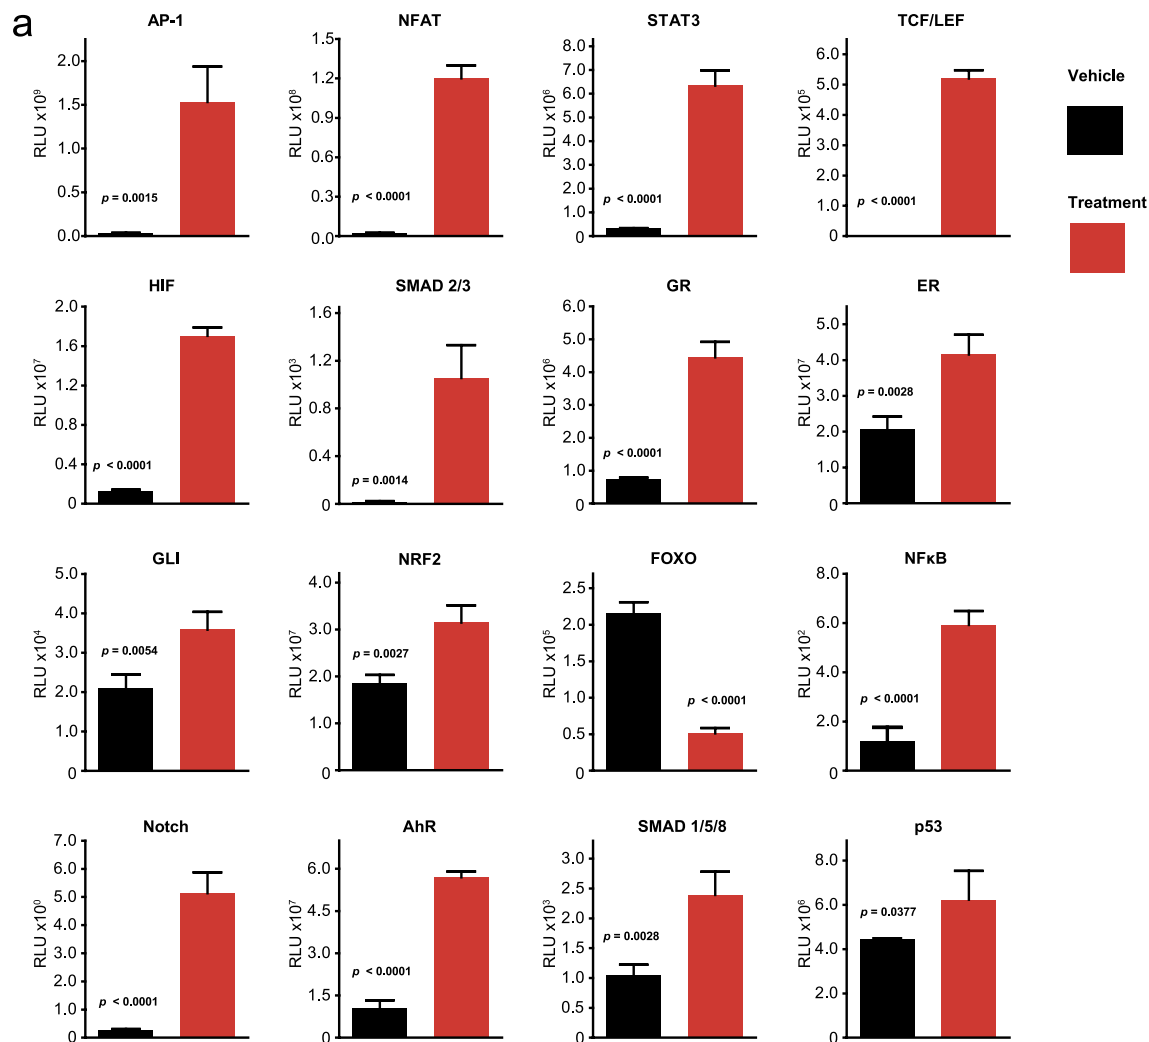 a
AP-1
NFAT
STAT3
TCF/LEF
Vehicle
Treatment
RLU x10⁹
2.0
1.5
1.0
0.5
0.0
p = 0.0015
RLU x10⁸
1.5
1.2
0.9
0.6
0.3
0.0
p < 0.0001
RLU x10⁶
8.0
7.0
6.0
5.0
4.0
3.0
2.0
1.0
0
p < 0.0001
RLU x10⁵
6.0
5.0
4.0
3.0
2.0
1.0
0
p < 0.0001
HIF
SMAD 2/3
GR
ER
RLU x10⁷
2.0
1.6
1.2
0.8
0.4
0
p < 0.0001
RLU x10³
1.6
1.2
0.8
0.4
0
p = 0.0014
RLU x10⁶
6.0
5.0
4.0
3.0
2.0
1.0
0
p < 0.0001
RLU x10⁷
5.0
4.0
3.0
2.0
1.0
0
p = 0.0028
GLI
NRF2
FOXO
NFκB
RLU x10⁴
5.0
4.0
3.0
2.0
1.0
0
p = 0.0054
RLU x10⁷
4.0
3.0
2.0
1.0
0
p = 0.0027
RLU x10⁵
2.5
2.0
1.5
1.0
0.5
0
p < 0.0001
RLU x10²
8.0
6.0
4.0
2.0
0
p < 0.0001
Notch
AhR
SMAD 1/5/8
p53
RLU x10⁰
7.0
6.0
5.0
4.0
3.0
2.0
1.0
0
p < 0.0001
RLU x10⁷
6.0
4.5
3.0
1.5
0
p < 0.0001
RLU x10³
3.0
2.5
2.0
1.5
1.0
0.5
0
p = 0.0028
RLU x10⁶
8.0
6.0
4.0
2.0
0
p = 0.0377